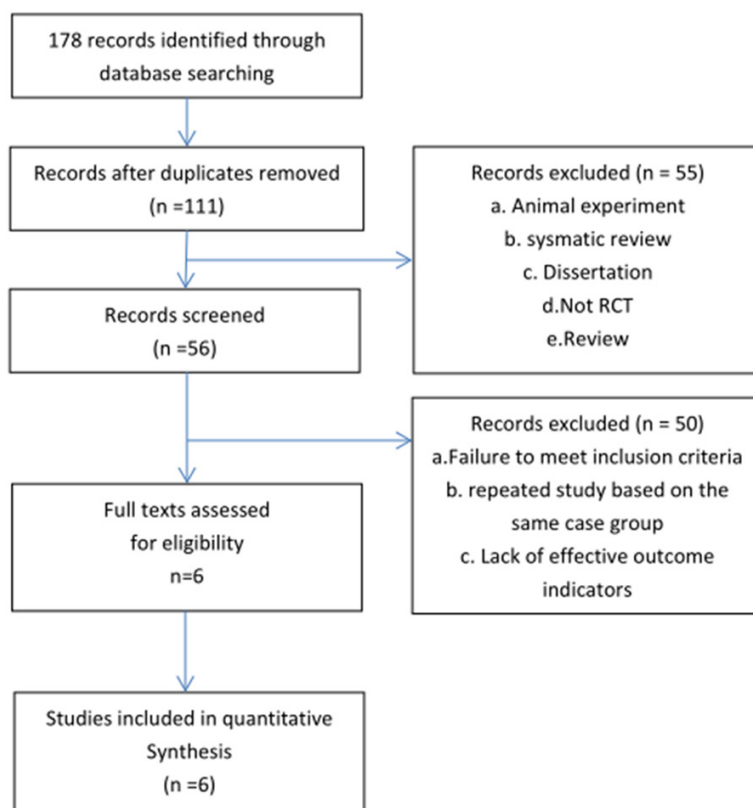 178 records identified through
database searching
Records after duplicates removed
(n =111)
Records excluded (n = 55)
a. Animal experiment
b. sysmatic review
c. Dissertation
d.Not RCT
e.Review
Records screened
(n =56)
Records excluded (n = 50)
a.Failure to meet inclusion criteria
b. repeated study based on the
same case group
c. Lack of effective outcome
indicators
Full texts assessed
for eligibility
n=6
Studies included in quantitative
Synthesis
(n =6)